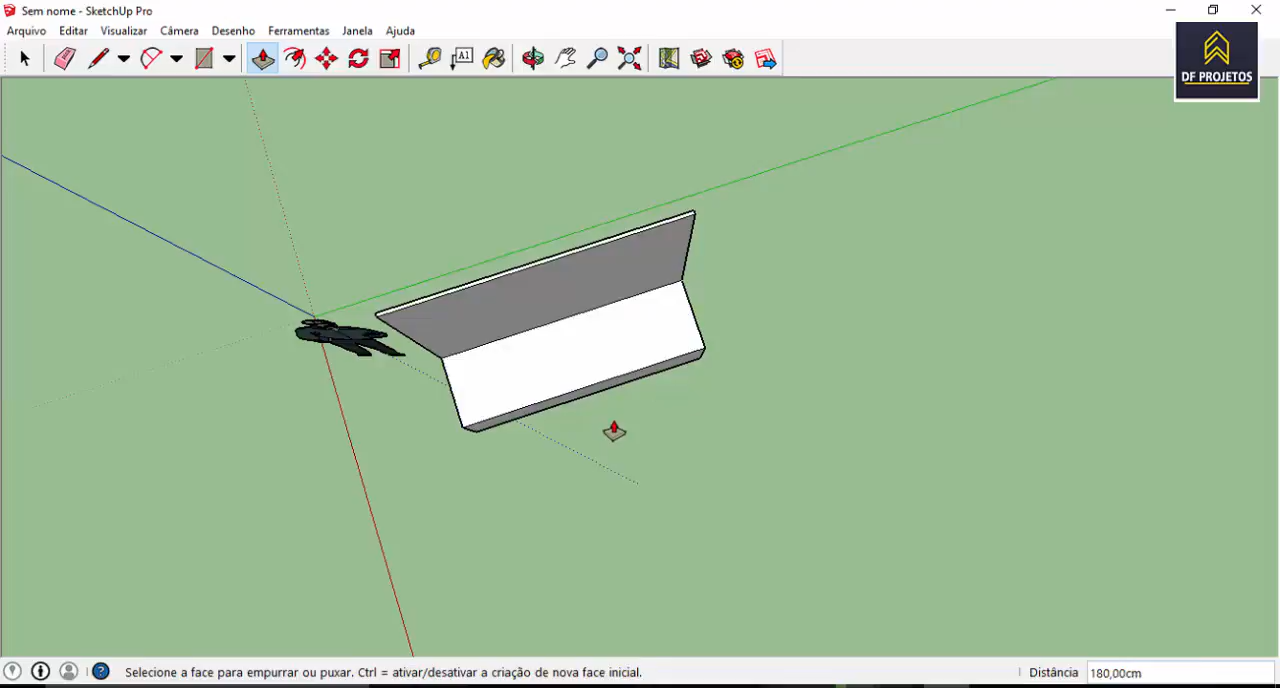 Sem nome - SketchUp Pro
Arquivo Editar Visualizar Câmera Desenho Ferramentas Janela Ajuda
A1
DF PROJETOS
Selecione a face para empurrar ou puxar. Ctrl = ativar/desativar a criação de nova face inicial.
Distância 180,00cm